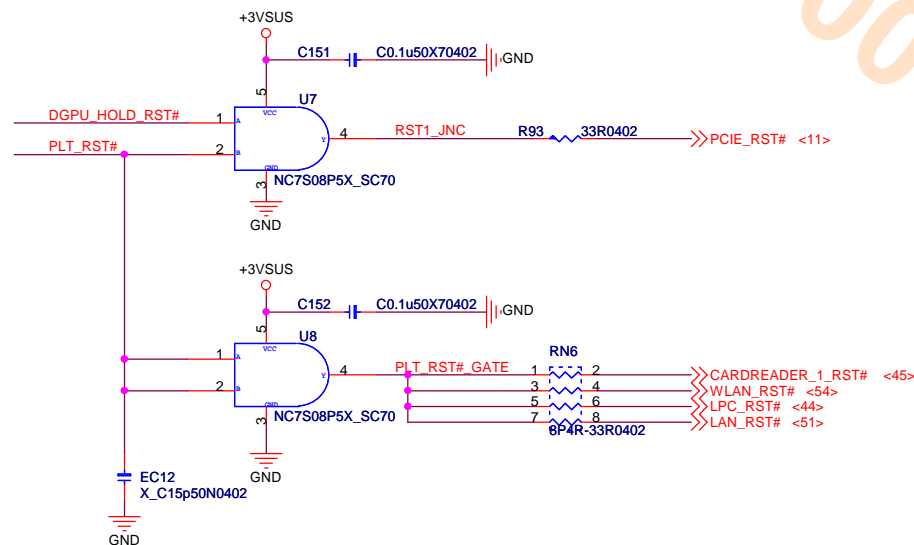 +3VSUS
C151 C0.1u50X70402 GND
U7
5
VCC
DGPU_HOLD_RST# 1 A
4 RST1_JNC R93 33R0402 PCIE_RST# <11>
Y
PLT_RST# 2 B
GND
3 NC7S08P5X_SC70
GND
+3VSUS
C152 C0.1u50X70402 GND
5 U8
VCC
1 A
Y 4 PLT_RST#_GATE RN6
1 2 CARDREADER_1_RST# <45>
2 B 3 4 WLAN_RST# <54>
5 6 LPC_RST# <44>
7 8 LAN_RST# <51>
GND
3 NC7S08P5X_SC70 8P4R-33R0402
GND
EC12
X_C15p50N0402
GND
00